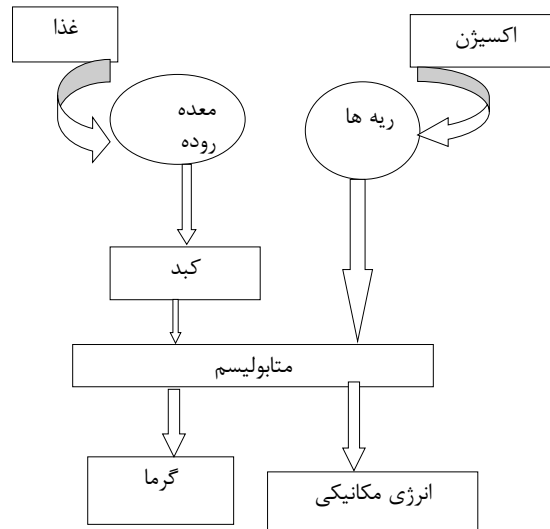 غذا
اکسیژن
معده
روده
ریه ها
کبد
متابولیسم
گرما
انرژی مکانیکی